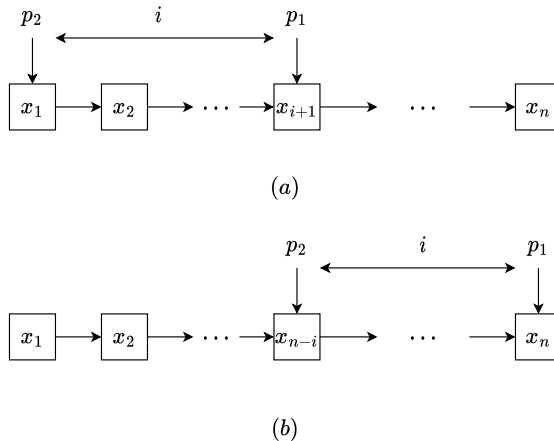 p₂ i p₁
x₁ x₂ ⋯ xᵢ₊₁ ⋯ xₙ
(a)
p₂ i p₁
x₁ x₂ ⋯ xₙ₋ᵢ ⋯ xₙ
(b)